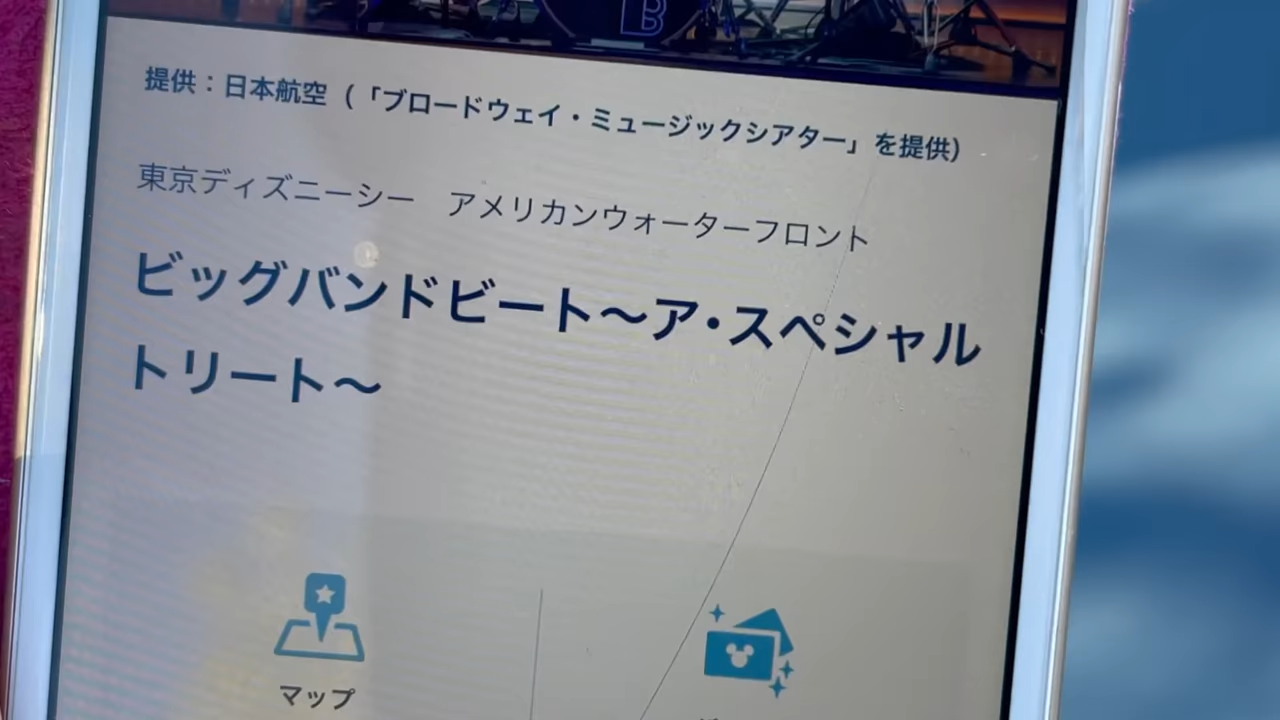 提供：日本航空（「ブロードウェイ・ミュージックシアター」を提供）
東京ディズニーシー　アメリカンウォーターフロント
ビッグバンドビート～ア・スペシャル
トリート～
マップ